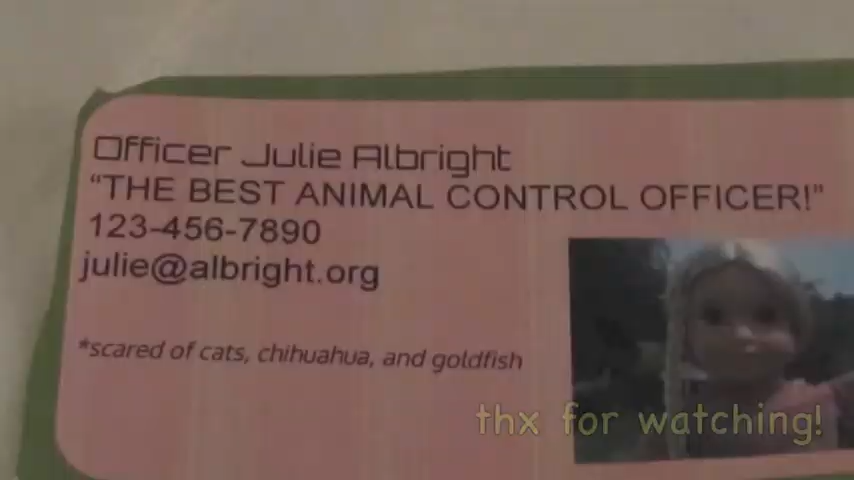 Officer Julie Albright
“THE BEST ANIMAL CONTROL OFFICER!”
123-456-7890
julie@albright.org
*scared of cats, chihuahua, and goldfish
thx for watching!